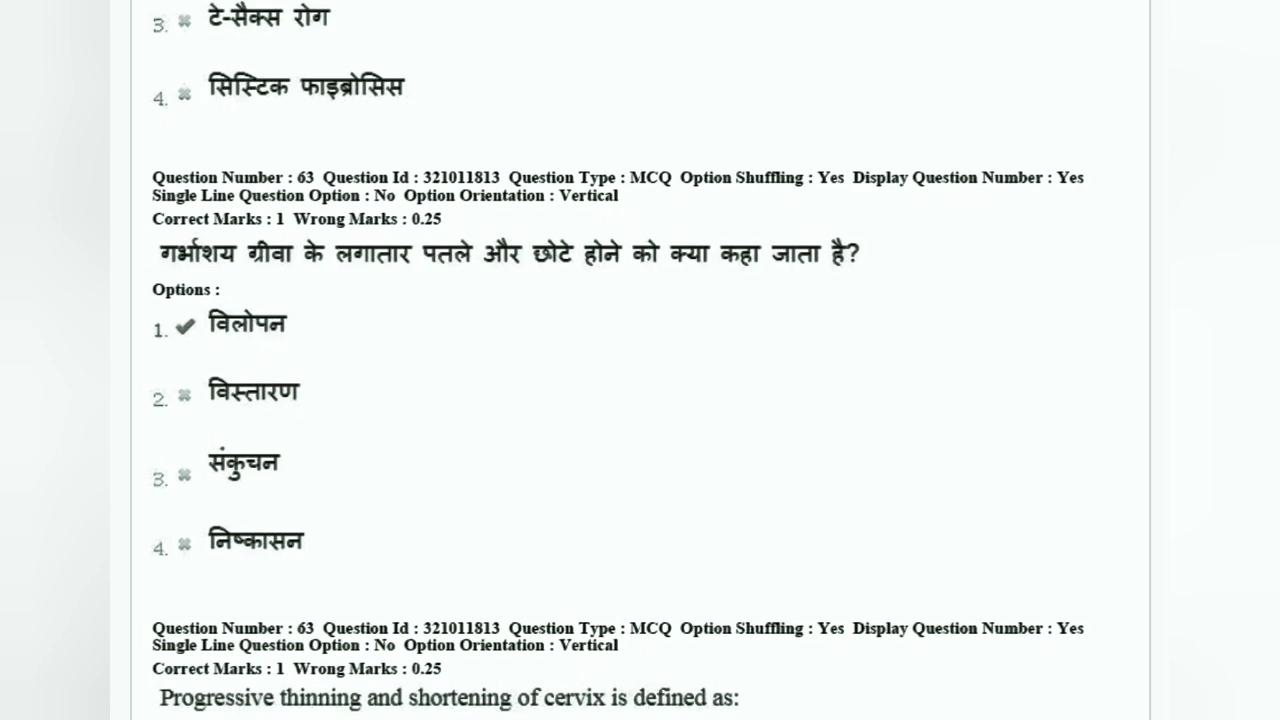 3. टे-सैक्स रोग
4. सिस्टिक फाइब्रोसिस
Question Number : 63 Question Id : 321011813 Question Type : MCQ Option Shuffling : Yes Display Question Number : Yes
Single Line Question Option : No Option Orientation : Vertical
Correct Marks : 1 Wrong Marks : 0.25
गर्भाशय ग्रीवा के लगातार पतले और छोटे होने को क्या कहा जाता है?
Options :
1. ✔ विलोपन
2. ✖ विस्तारण
3. ✖ संकुचन
4. ✖ निष्कासन
Question Number : 63 Question Id : 321011813 Question Type : MCQ Option Shuffling : Yes Display Question Number : Yes
Single Line Question Option : No Option Orientation : Vertical
Correct Marks : 1 Wrong Marks : 0.25
Progressive thinning and shortening of cervix is defined as: